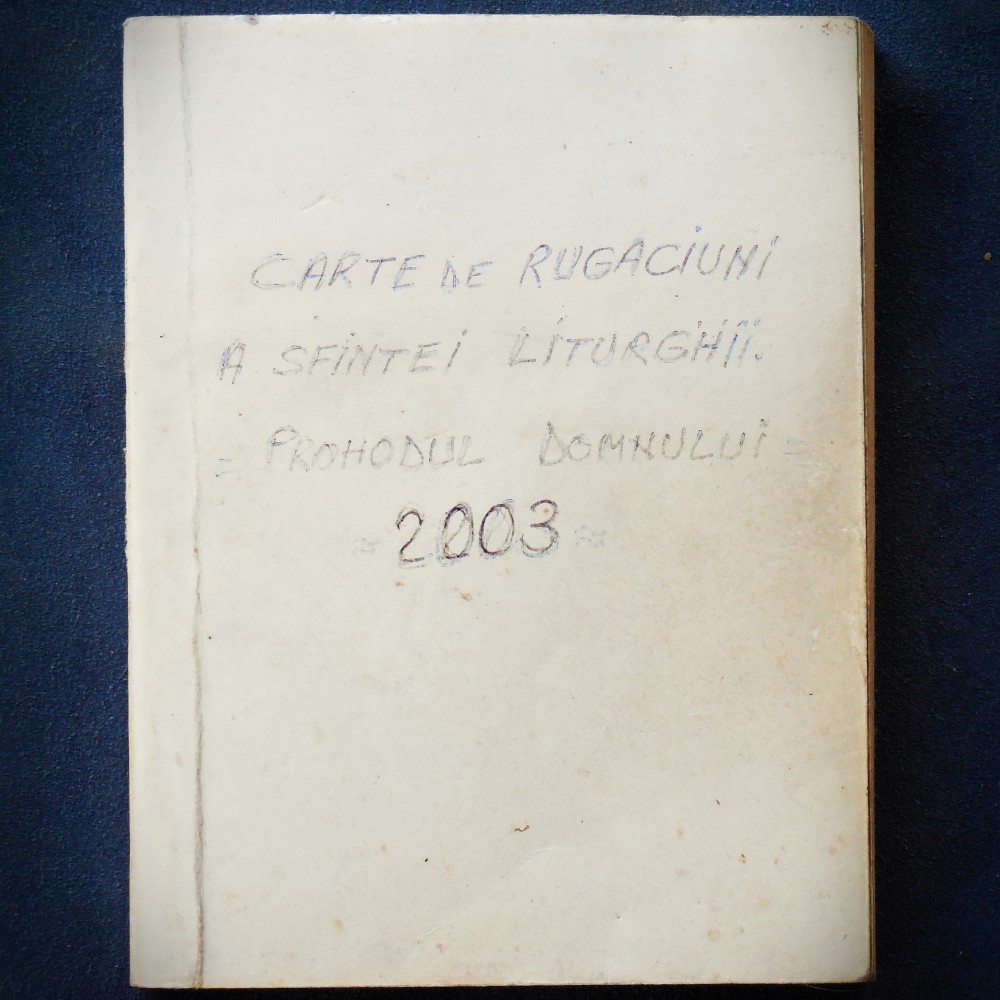 CARTE DE RUGACIUNI
A SFINTEI LITURGHII.
= PROHODUL DOMNULUI =
≈ 2003 ≈